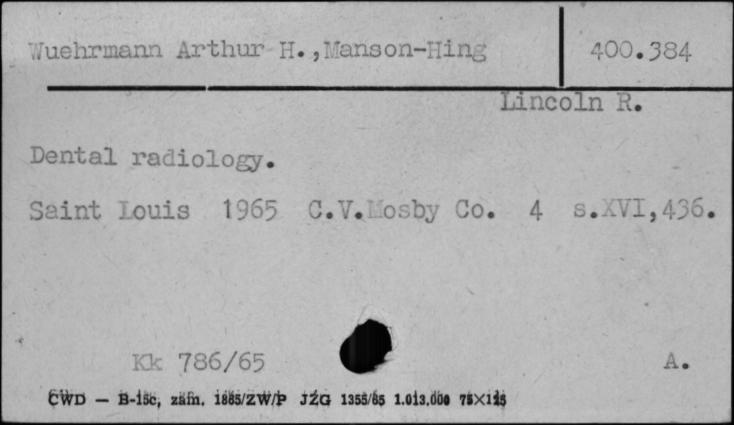 Wuehrmann Arthur H.,Manson-Hing 400.384
Lincoln R.
Dental radiology.
Saint Louis 1965 C.V.Mosby Co. 4 s.XVI,436.
Kk 786/65 A.
CWD — B-15c, zam. 1885/ZW/P JZG 1355/65 1.013.000 75×125